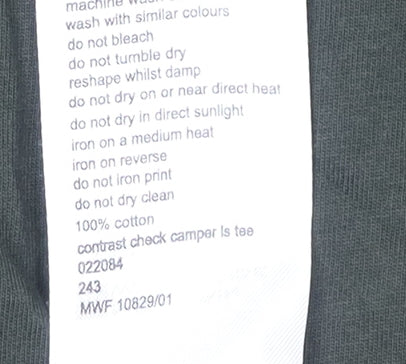 machine wash
wash with similar colours
do not bleach
do not tumble dry
reshape whilst damp
do not dry on or near direct heat
do not dry in direct sunlight
iron on a medium heat
iron on reverse
do not iron print
do not dry clean
100% cotton
contrast check camper ls tee
022084
243
MWF 10829/01